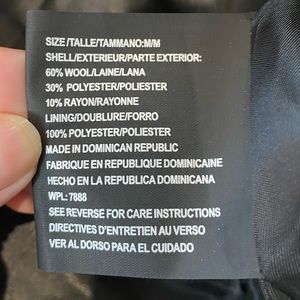 SIZE/TALLE/TAMMANO:M/M
SHELL/EXTERIEUR/PARTE EXTERIOR:
60% WOOL/LAINE/LANA
30% POLYESTER/POLIESTER
10% RAYON/RAYONNE
LINING/DOUBLURE/FORRO
100% POLYESTER/POLIESTER
MADE IN DOMINICAN REPUBLIC
FABRIQUE EN REPUBLIQUE DOMINICAINE
HECHO EN LA REPUBLICA DOMINICANA
WPL: 7888
SEE REVERSE FOR CARE INSTRUCTIONS
DIRECTIVES D'ENTRETIEN AU VERSO
VER AL DORSO PARA EL CUIDADO